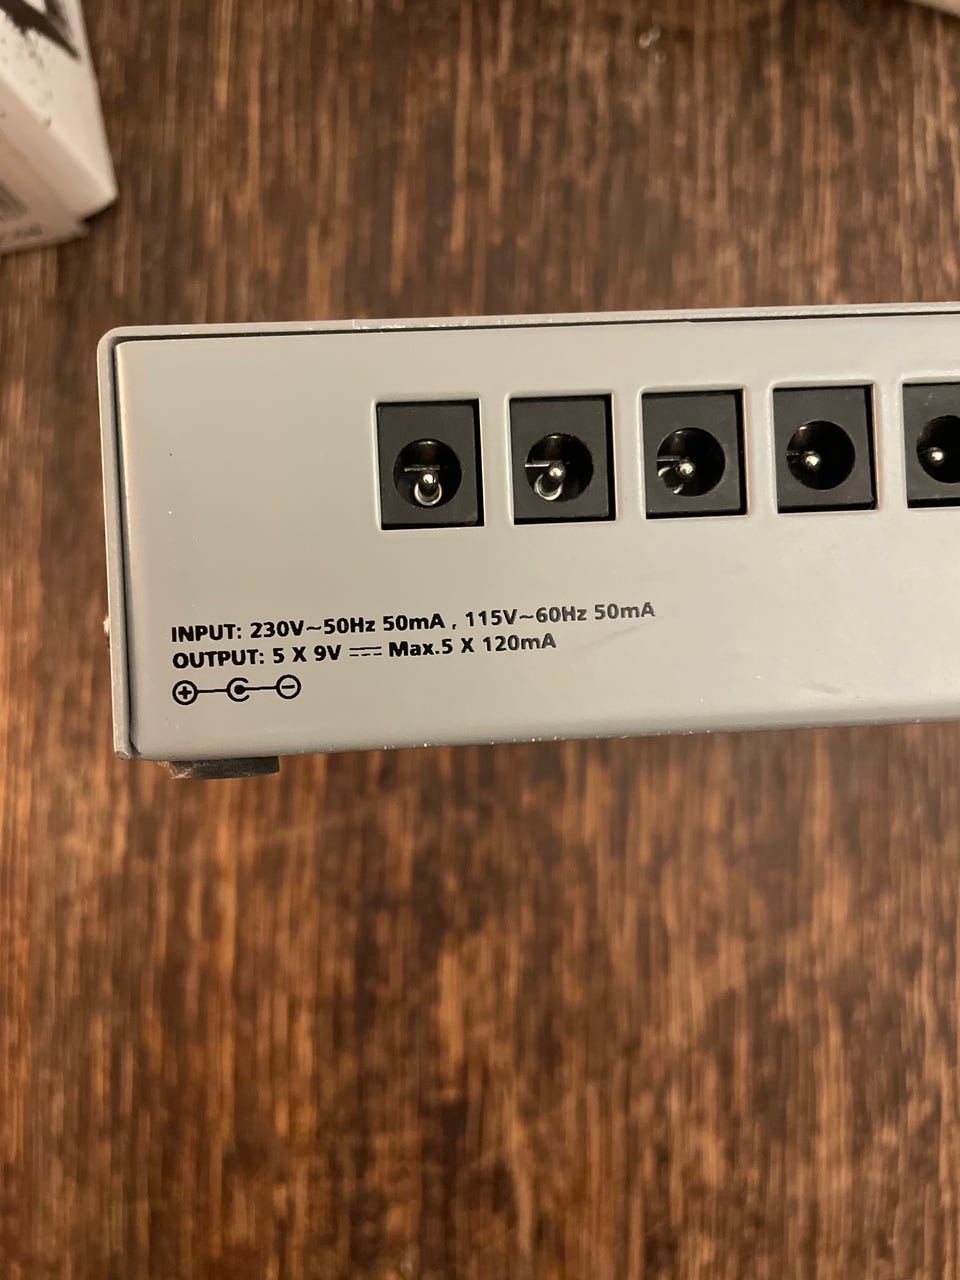 INPUT: 230V~50Hz 50mA , 115V~60Hz 50mA
OUTPUT: 5 X 9V ⎓ Max.5 X 120mA